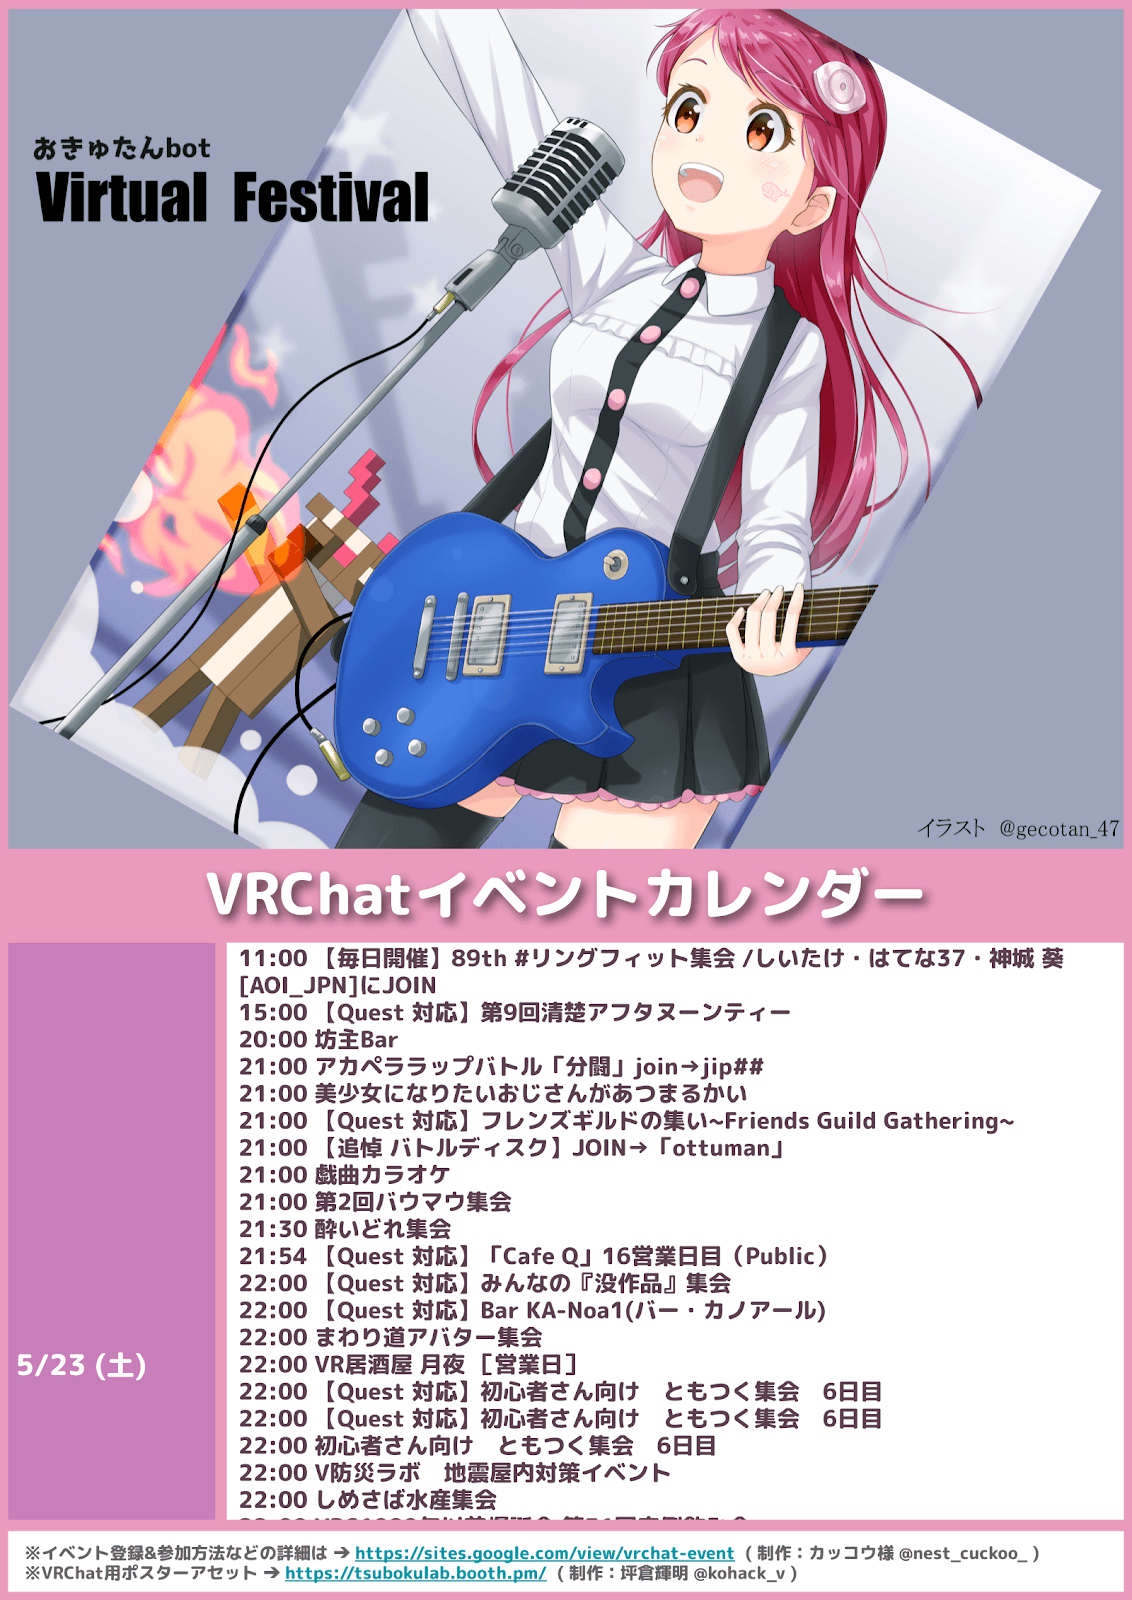 おきゅたんbot
Virtual Festival
イラスト @gecotan_47
VRChatイベントカレンダー
5/23 (土)
11:00 【毎日開催】89th #リングフィット集会 /しいたけ・はてな37・神城 葵
[AOI_JPN]にJOIN
15:00 【Quest 対応】第9回清楚アフタヌーンティー
20:00 坊主Bar
21:00 アカペララップバトル「分闘」join→jip##
21:00 美少女になりたいおじさんがあつまるかい
21:00 【Quest 対応】フレンズギルドの集い~Friends Guild Gathering~
21:00 【追悼 バトルディスク】JOIN→「ottuman」
21:00 戯曲カラオケ
21:00 第2回バウマウ集会
21:30 酔いどれ集会
21:54 【Quest 対応】「Cafe Q」16営業日目（Public）
22:00 【Quest 対応】みんなの『没作品』集会
22:00 【Quest 対応】Bar KA-Noa1(バー・カノアール)
22:00 まわり道アバター集会
22:00 VR居酒屋 月夜 ［営業日］
22:00 【Quest 対応】初心者さん向け　ともつく集会　6日目
22:00 【Quest 対応】初心者さん向け　ともつく集会　6日目
22:00 初心者さん向け　ともつく集会　6日目
22:00 V防災ラボ　地震屋内対策イベント
22:00 しめさば水産集会
※イベント登録&参加方法などの詳細は ➔ https://sites.google.com/view/vrchat-event ( 制作：カッコウ様 @nest_cuckoo_ )
※VRChat用ポスターアセット ➔ https://tsubokulab.booth.pm/ ( 制作：坪倉輝明 @kohack_v )